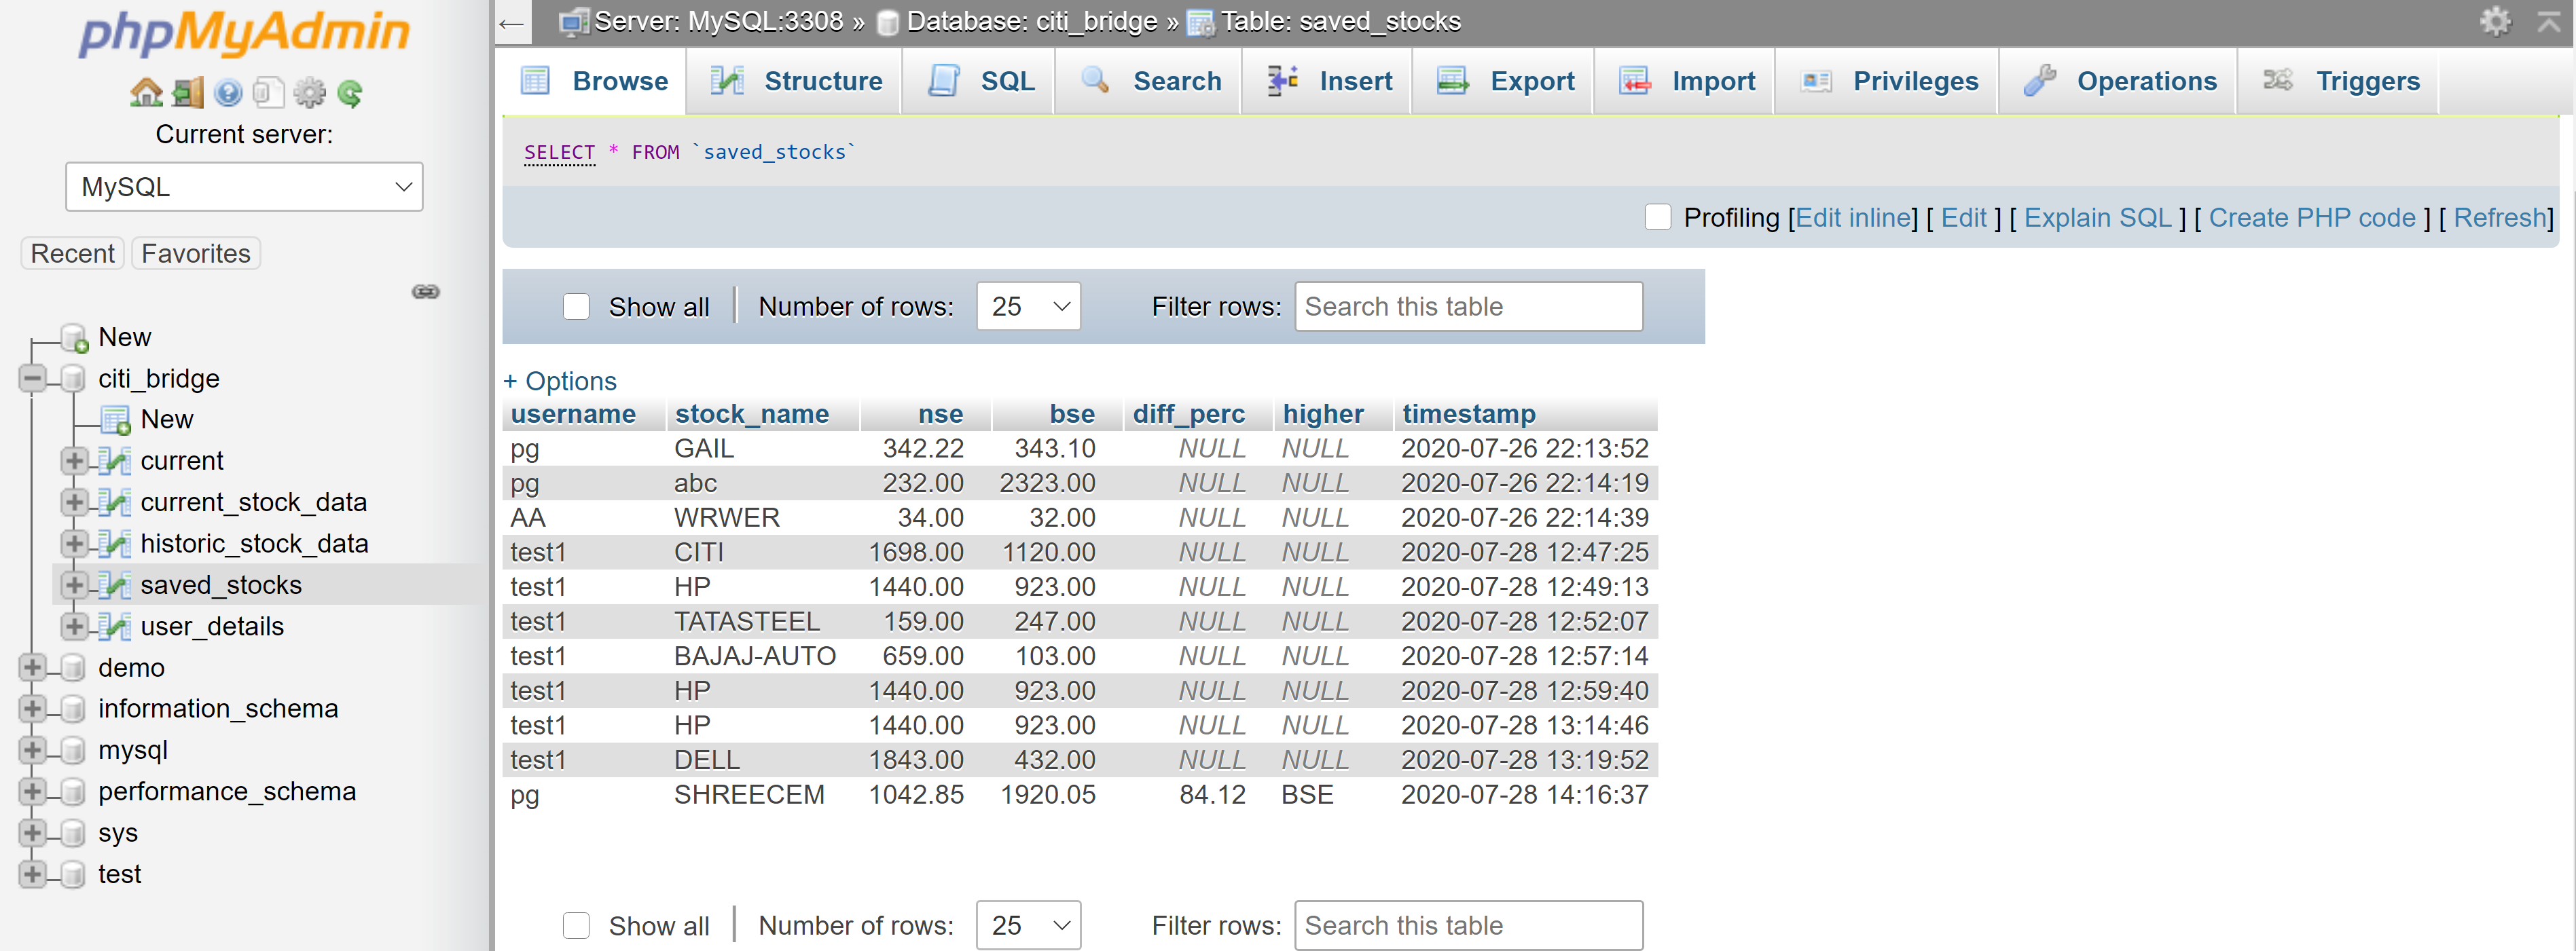 phpMyAdmin
Current server:
MySQL
Recent Favorites
New
citi_bridge
New
current
current_stock_data
historic_stock_data
saved_stocks
user_details
demo
information_schema
mysql
performance_schema
sys
test
← Server: MySQL:3308 » Database: citi_bridge » Table: saved_stocks
Browse Structure SQL Search Insert Export Import Privileges Operations Triggers
SELECT * FROM `saved_stocks`
Profiling [Edit inline] [ Edit ] [ Explain SQL ] [ Create PHP code ] [ Refresh]
Show all | Number of rows: 25 Filter rows: Search this table
+ Options
username stock_name nse bse diff_perc higher timestamp
pg GAIL 342.22 343.10 NULL NULL 2020-07-26 22:13:52
pg abc 232.00 2323.00 NULL NULL 2020-07-26 22:14:19
AA WRWER 34.00 32.00 NULL NULL 2020-07-26 22:14:39
test1 CITI 1698.00 1120.00 NULL NULL 2020-07-28 12:47:25
test1 HP 1440.00 923.00 NULL NULL 2020-07-28 12:49:13
test1 TATASTEEL 159.00 247.00 NULL NULL 2020-07-28 12:52:07
test1 BAJAJ-AUTO 659.00 103.00 NULL NULL 2020-07-28 12:57:14
test1 HP 1440.00 923.00 NULL NULL 2020-07-28 12:59:40
test1 HP 1440.00 923.00 NULL NULL 2020-07-28 13:14:46
test1 DELL 1843.00 432.00 NULL NULL 2020-07-28 13:19:52
pg SHREECEM 1042.85 1920.05 84.12 BSE 2020-07-28 14:16:37
Show all | Number of rows: 25 Filter rows: Search this table